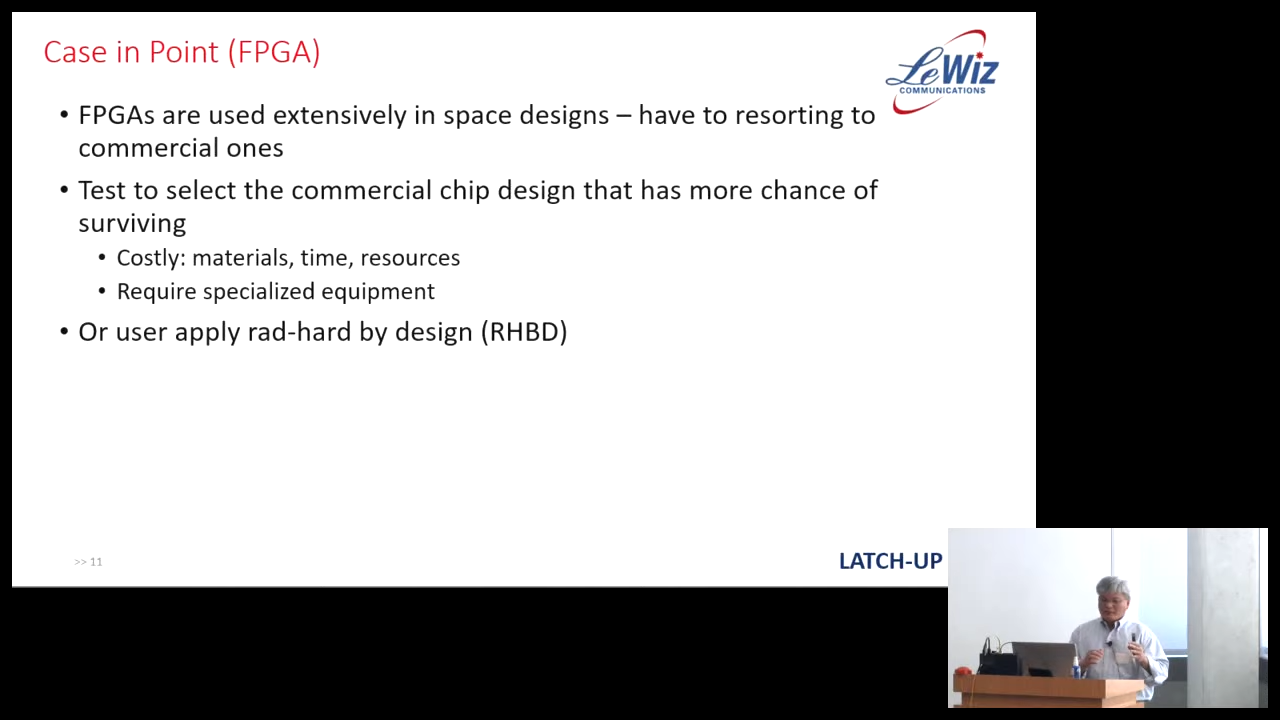 Case in Point (FPGA)
LeWiz
COMMUNICATIONS
• FPGAs are used extensively in space designs – have to resorting to
commercial ones
• Test to select the commercial chip design that has more chance of
surviving
• Costly: materials, time, resources
• Require specialized equipment
• Or user apply rad-hard by design (RHBD)
>> 11
LATCH-UP